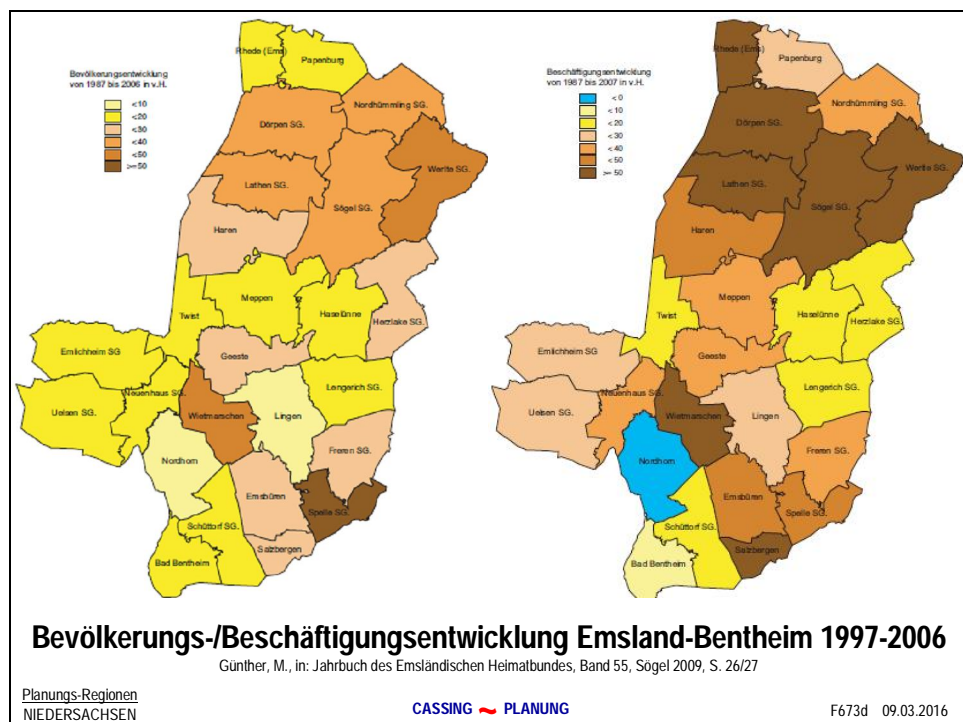 Bevölkerungsentwicklung
von 1987 bis 2006 in v.H.
<10
<20
<30
<40
<50
>=50
Rhede (Ems)
Papenburg
Nordhümmling SG.
Dörpen SG.
Werlte SG.
Lathen SG.
Sögel SG.
Haren
Meppen
Twist
Haselünne
Herzlake SG.
Emlichheim SG
Geeste
Lengerich SG.
Neuenhaus SG.
Uelsen SG.
Wietmarschen
Lingen
Nordhorn
Freren SG.
Emsbüren
Spelle SG.
Schüttorf SG.
Salzbergen
Bad Bentheim
Beschäftigungsentwicklung
von 1987 bis 2007 in v.H.
< 0
< 10
< 20
< 30
< 40
< 50
>= 50
Rhede (Ems)
Papenburg
Nordhümmling SG.
Dörpen SG.
Werlte SG.
Lathen SG.
Sögel SG.
Haren
Meppen
Twist
Haselünne
Herzlake SG.
Emlichheim SG
Geeste
Lengerich SG.
Neuenhaus SG.
Uelsen SG.
Wietmarschen
Lingen
Nordhorn
Freren SG.
Emsbüren
Spelle SG.
Schüttorf SG.
Salzbergen
Bad Bentheim
Bevölkerungs-/Beschäftigungsentwicklung Emsland-Bentheim 1997-2006
Günther, M., in: Jahrbuch des Emsländischen Heimatbundes, Band 55, Sögel 2009, S. 26/27
Planungs-Regionen
NIEDERSACHSEN
CASSING ~ PLANUNG
F673d 09.03.2016